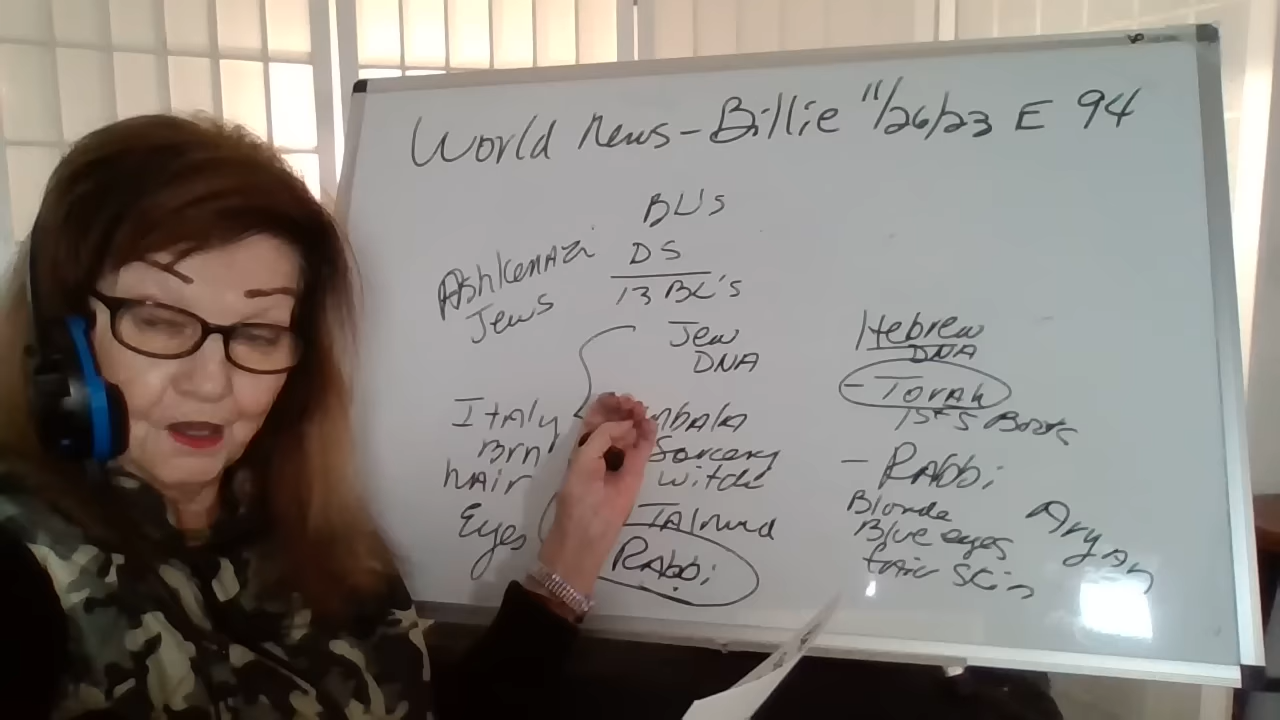 World News - Billie 11/26/23 E 94
BL's
DS
13 BL's
Ashkenazi
Jews
Jew
DNA
Italy
Brn
hair
Eyes
Sorcery
witch
Talmud
Rabbi
Hebrew
DNA
- Torah
1st 5 Books
- Rabbi
Blonde
Blue eyes
fair Skin
Aryan